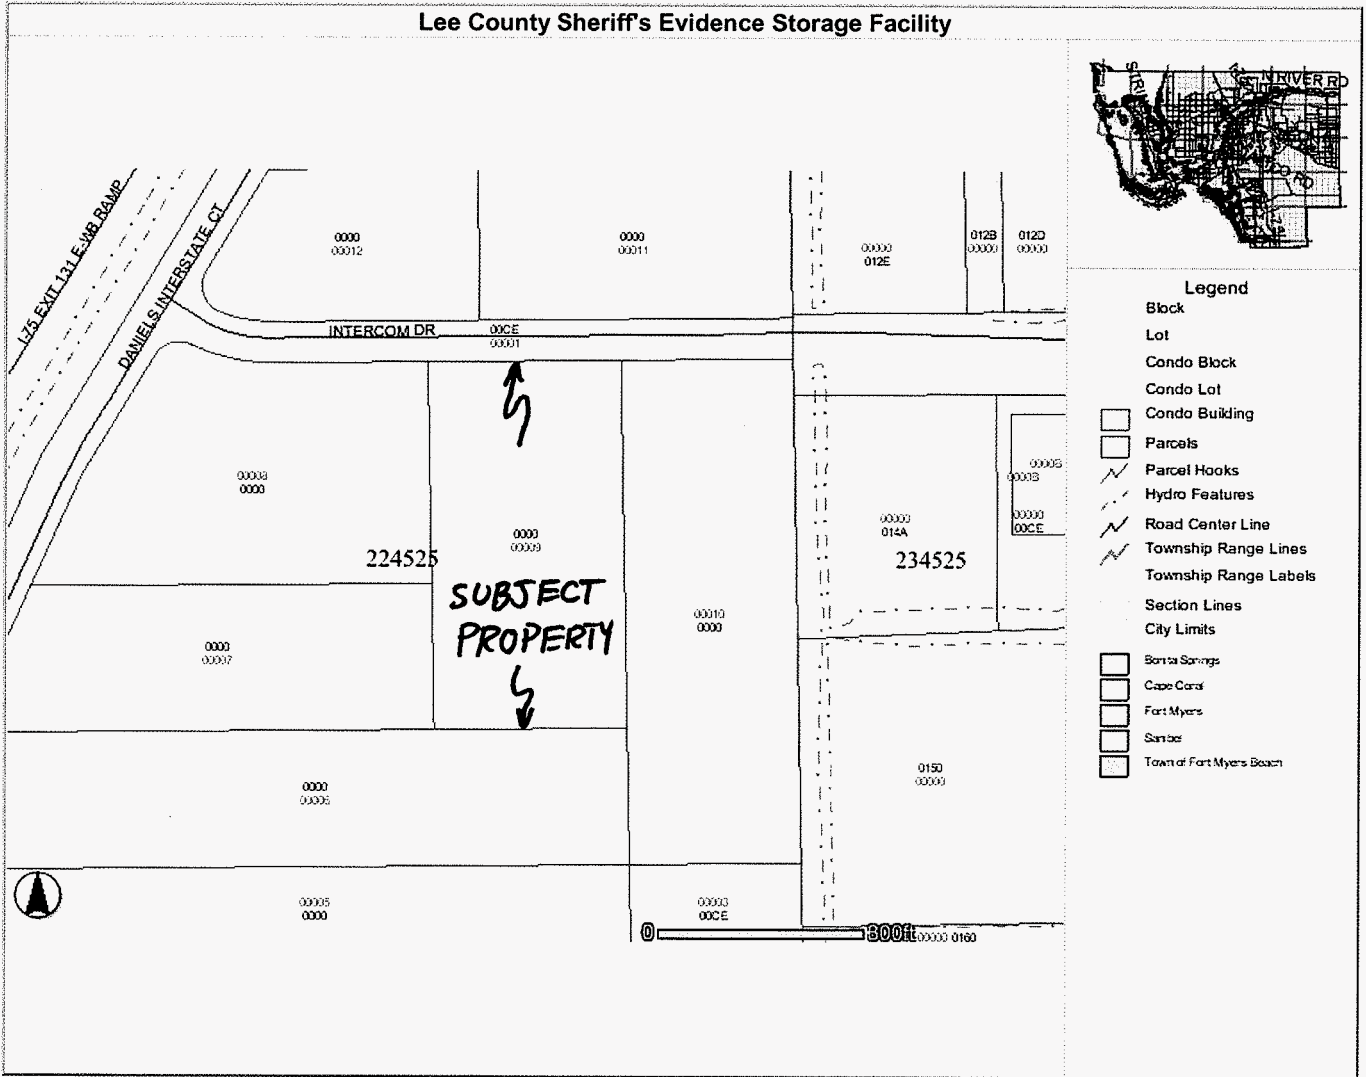 Lee County Sheriff's Evidence Storage Facility
N RIVER RD
I-75 EXIT 131 E-WB RAMP
DANIELS INTERSTATE CT
0000
00012
0000
00011
00000
012E
012B
00000
012D
00000
INTERCOM DR
00CE
00001
00008
0000
224525
0000
00009
SUBJECT
PROPERTY
00010
0000
00000
014A
234525
00000
00CE
0000
00007
0000
00006
0150
00000
00005
0000
00003
00CE
0
800ft
00000 0160
Legend
Block
Lot
Condo Block
Condo Lot
Condo Building
Parcels
Parcel Hooks
Hydro Features
Road Center Line
Township Range Lines
Township Range Labels
Section Lines
City Limits
Bonita Springs
Cape Coral
Fort Myers
Sanibel
Town of Fort Myers Beach